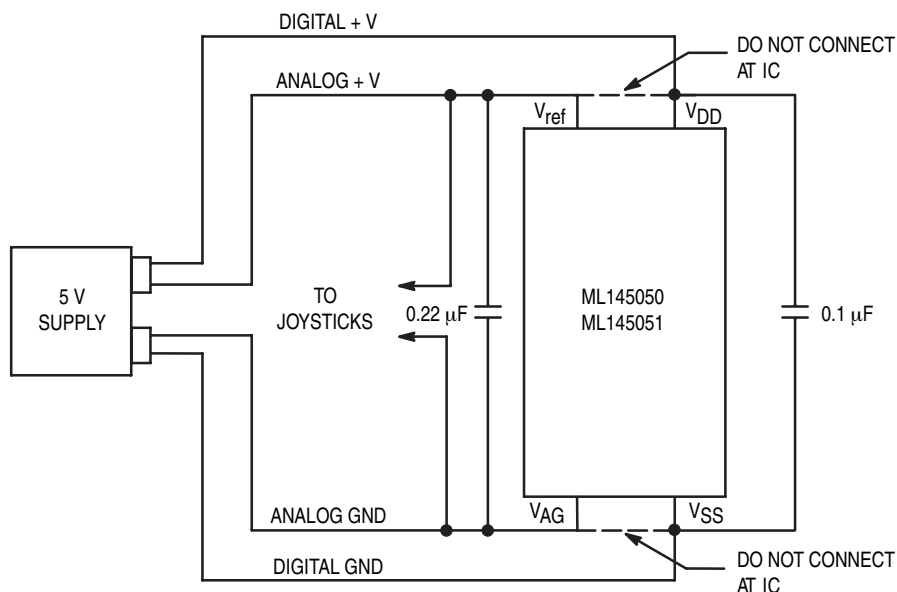 DIGITAL + V
DO NOT CONNECT
AT IC
ANALOG + V
Vref
VDD
5 V
SUPPLY
TO
JOYSTICKS
0.22 µF
ML145050
ML145051
0.1 µF
ANALOG GND
VAG
VSS
DIGITAL GND
DO NOT CONNECT
AT IC